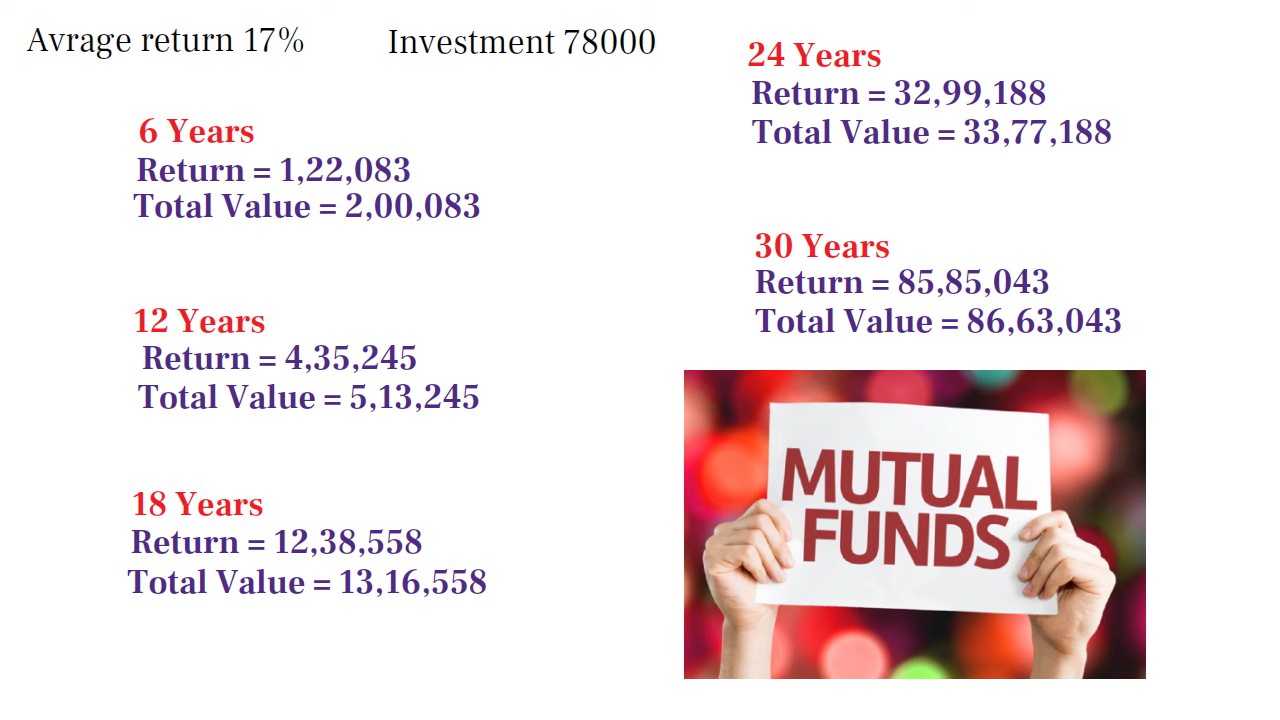 Avrage return 17%
Investment 78000
6 Years
Return = 1,22,083
Total Value = 2,00,083
12 Years
Return = 4,35,245
Total Value = 5,13,245
18 Years
Return = 12,38,558
Total Value = 13,16,558
24 Years
Return = 32,99,188
Total Value = 33,77,188
30 Years
Return = 85,85,043
Total Value = 86,63,043
MUTUAL
FUNDS